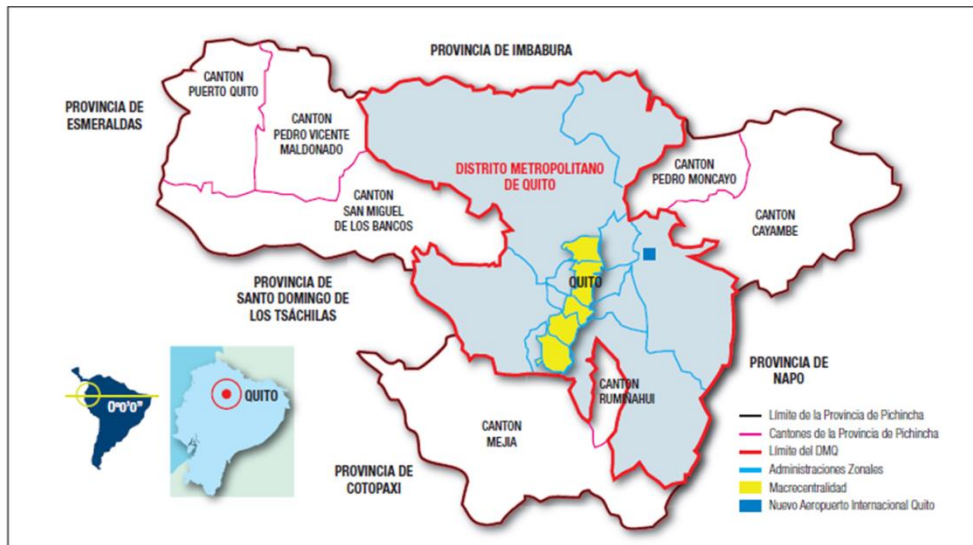 PROVINCIA DE IMBABURA
CANTON
PUERTO QUITO
PROVINCIA DE
ESMERALDAS
CANTON
PEDRO VICENTE
MALDONADO
DISTRITO METROPOLITANO
DE QUITO
CANTON
PEDRO MONCAYO
CANTON
SAN MIGUEL
DE LOS BANCOS
CANTON
CAYAMBE
PROVINCIA DE
SANTO DOMINGO DE
LOS TSÁCHILAS
QUITO
PROVINCIA DE
NAPO
CANTON
RUMIÑAHUI
CANTON
MEJIA
PROVINCIA DE
COTOPAXI
0º0'0"
QUITO
Límite de la Provincia de Pichincha
Cantones de la Provincia de Pichincha
Límite del DMQ
Administraciones Zonales
Macrocentralidad
Nuevo Aeropuerto Internacional Quito